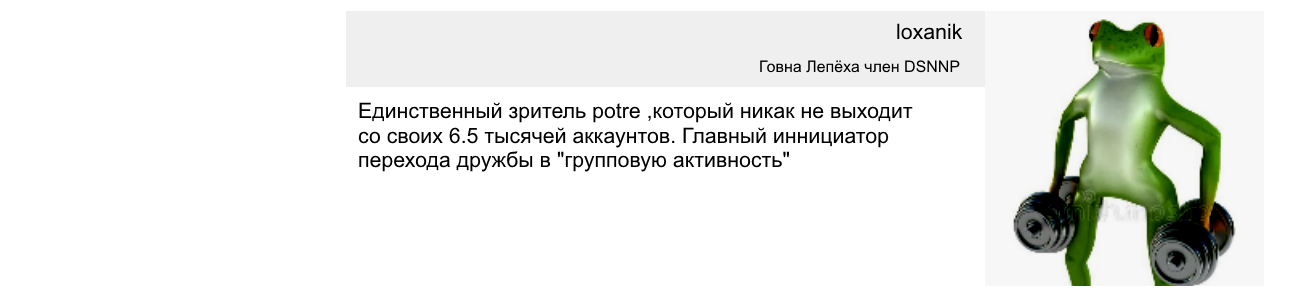 loxanik
Говна Лепёха член DSNNP
Единственный зритель potre ,который никак не выходит
со своих 6.5 тысячей аккаунтов. Главный иннициатор
перехода дружбы в "групповую активность"